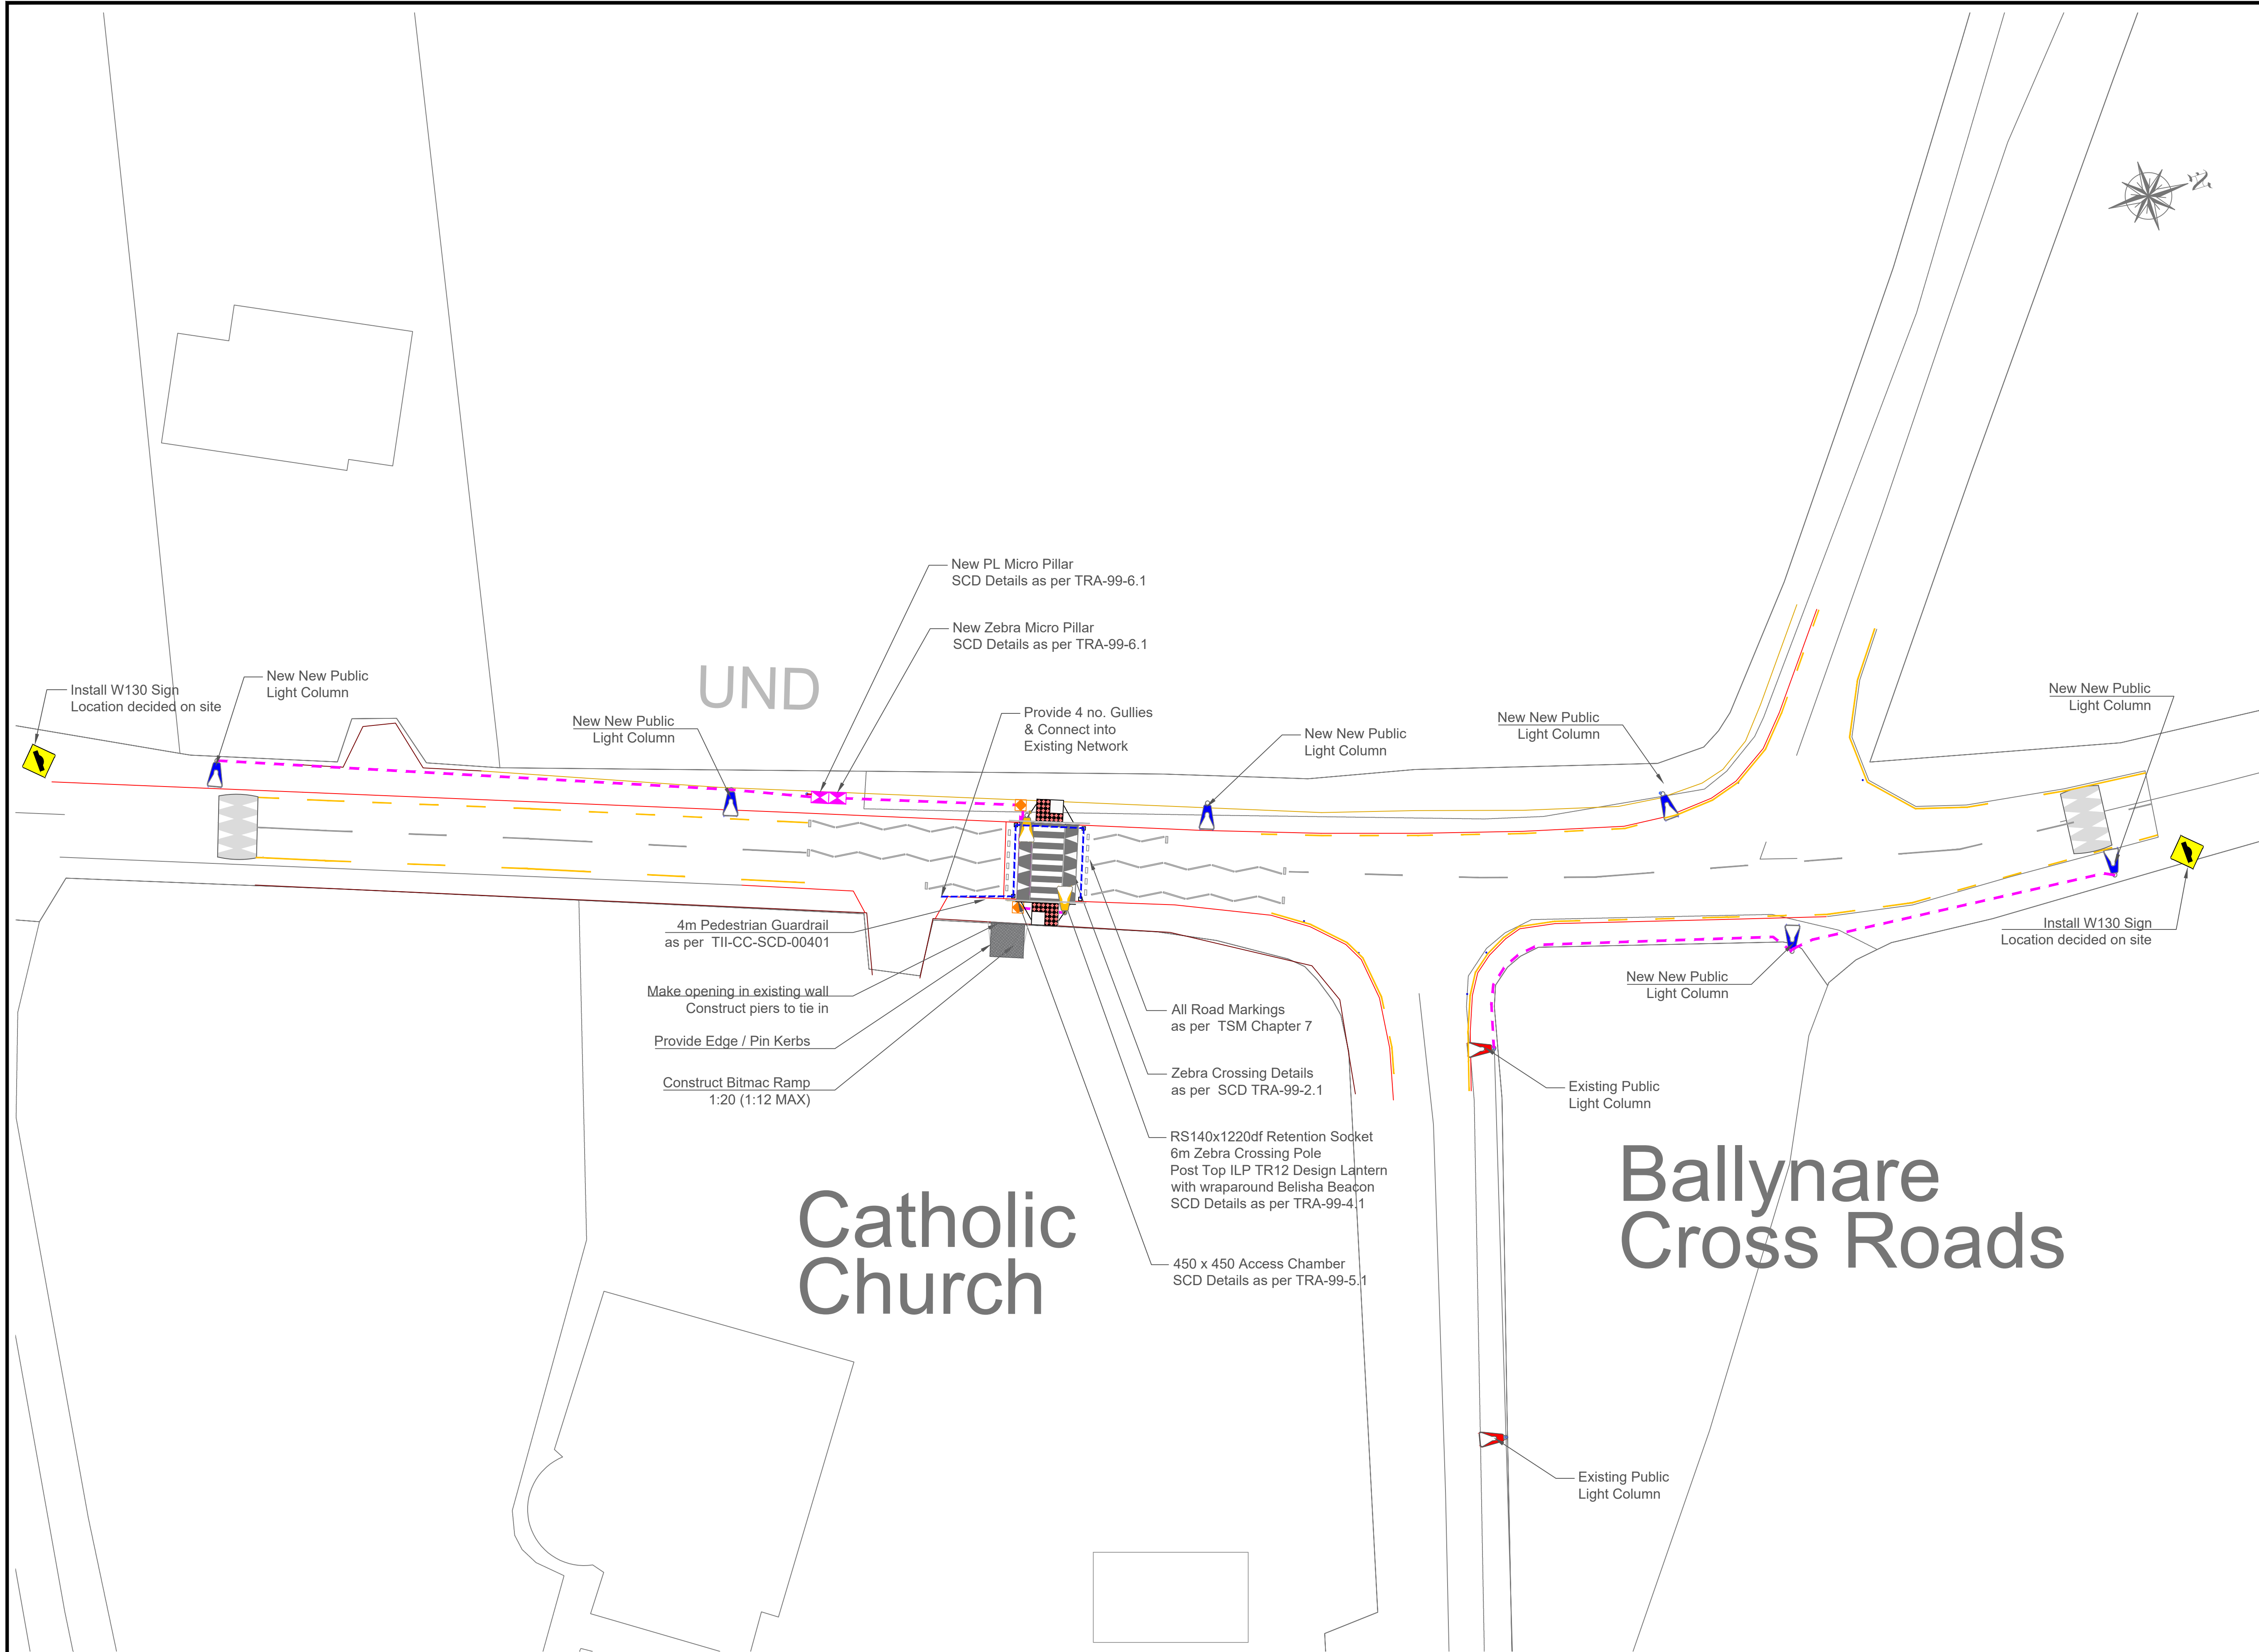 N
New PL Micro Pillar
SCD Details as per TRA-99-6.1
New Zebra Micro Pillar
SCD Details as per TRA-99-6.1
UND
Install W130 Sign
Location decided on site
New New Public
Light Column
New New Public
Light Column
Provide 4 no. Gullies
& Connect into
Existing Network
New New Public
Light Column
New New Public
Light Column
New New Public
Light Column
4m Pedestrian Guardrail
as per TII-CC-SCD-00401
Make opening in existing wall
Construct piers to tie in
Provide Edge / Pin Kerbs
Construct Bitmac Ramp
1:20 (1:12 MAX)
All Road Markings
as per TSM Chapter 7
Zebra Crossing Details
as per SCD TRA-99-2.1
RS140x1220df Retention Socket
6m Zebra Crossing Pole
Post Top ILP TR12 Design Lantern
with wraparound Belisha Beacon
SCD Details as per TRA-99-4.1
450 x 450 Access Chamber
SCD Details as per TRA-99-5.1
Install W130 Sign
Location decided on site
New New Public
Light Column
Existing Public
Light Column
Ballynare
Cross Roads
Catholic
Church
Existing Public
Light Column